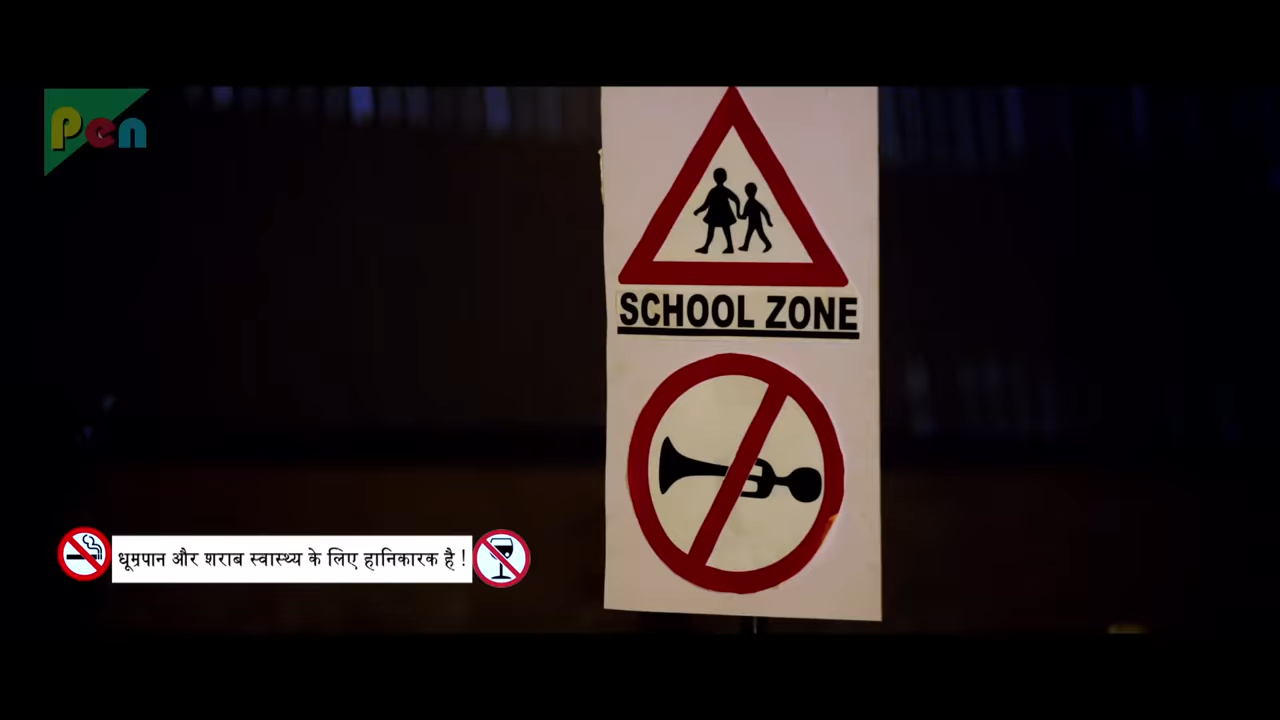 Pen
SCHOOL ZONE
धूम्रपान और शराब स्वास्थ्य के लिए हानिकारक है !